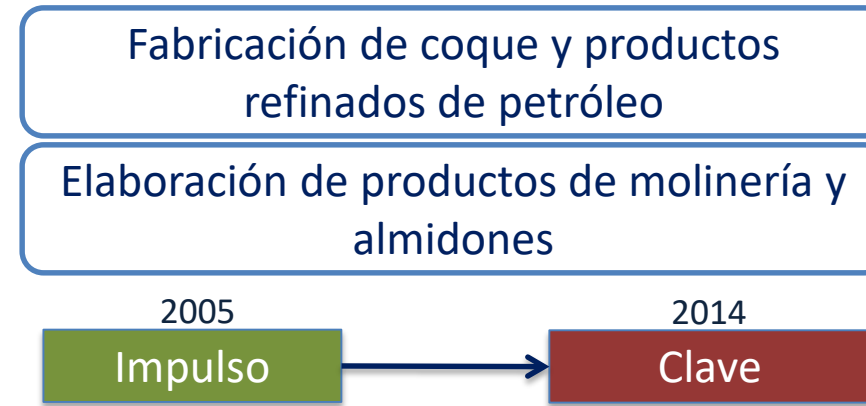 Fabricación de coque y productos
refinados de petróleo
Elaboración de productos de molinería y
almidones
2005 2014
Impulso Clave